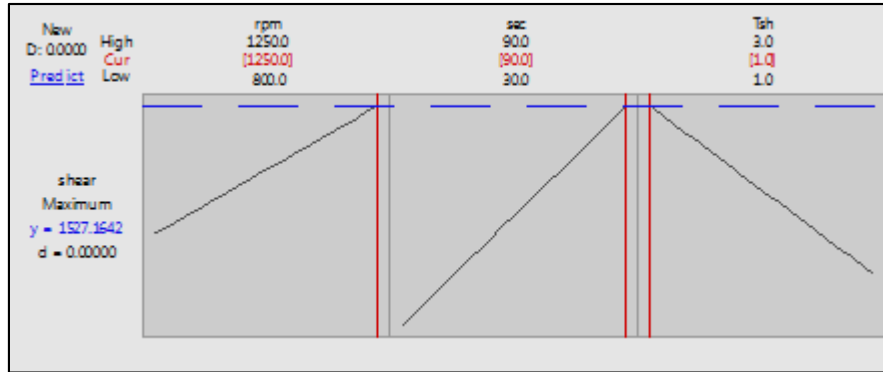 New
D: 0.0000
Predict
High
Cur
Low
rpm
1250.0
[1250.0]
800.0
sec
90.0
[90.0]
30.0
Tsh
3.0
[1.0]
1.0
shear
Maximum
y = 1527.1642
d = 0.00000